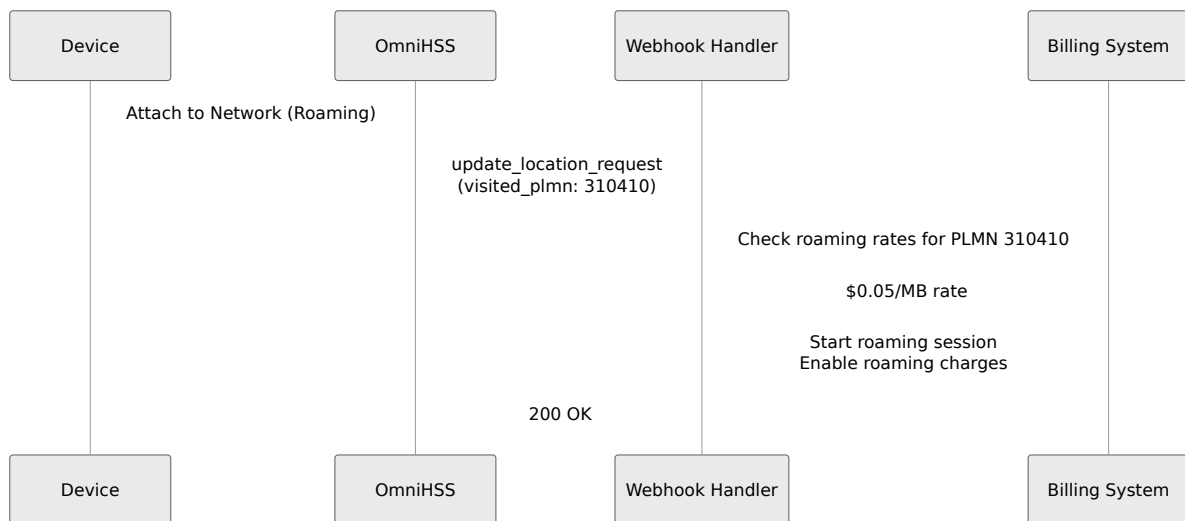 Device
OmniHSS
Webhook Handler
Billing System
Attach to Network (Roaming)
update_location_request
(visited_plmn: 310410)
Check roaming rates for PLMN 310410
$0.05/MB rate
Start roaming session
Enable roaming charges
200 OK
Device
OmniHSS
Webhook Handler
Billing System